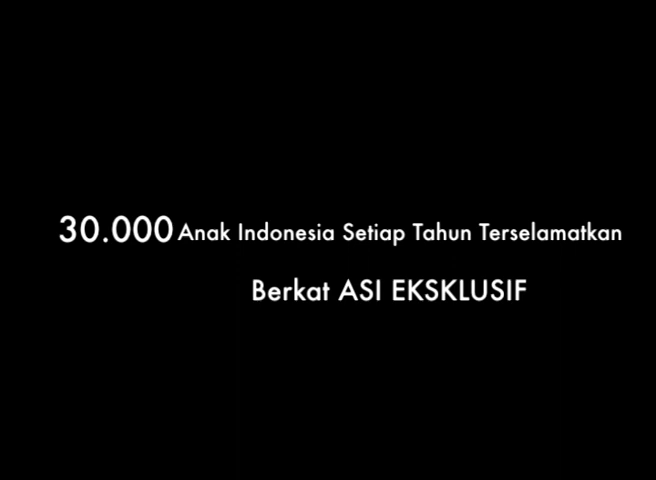 30.000 Anak Indonesia Setiap Tahun Terselamatkan
Berkat ASI EKSKLUSIF